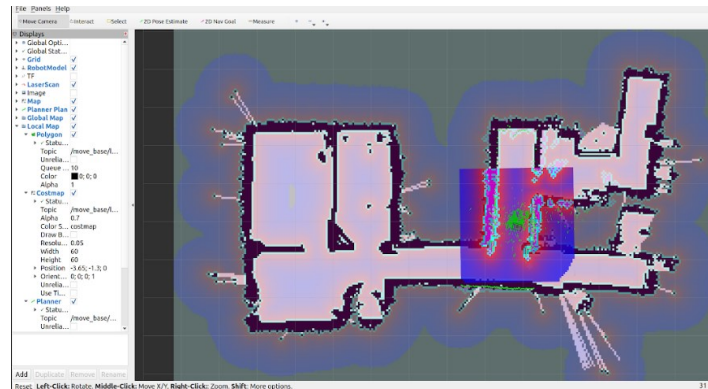 File Panels Help
Move Camera Interact Select 2D Pose Estimate 2D Nav Goal Measure
Displays
Global Opti...
Global Stat...
Grid
RobotModel
TF
LaserScan
Image
Map
Planner Plan
Global Map
Local Map
Polygon
Statu...
Topic /move_base/l...
Unrelia...
Queue ... 10
Color 0; 0; 0
Alpha 1
Costmap
Statu...
Topic /move_base/l...
Alpha 0.7
Color S... costmap
Draw B...
Resolu... 0.05
Width 60
Height 60
Position -3.65; -1.3; 0
Orient... 0; 0; 0; 1
Unrelia...
Use Ti...
Planner
Statu...
Topic /move_base/...
Unrelia...
Add Duplicate Remove Rename
Reset Left-Click: Rotate. Middle-Click: Move X/Y. Right-Click: Zoom. Shift: More options. 31